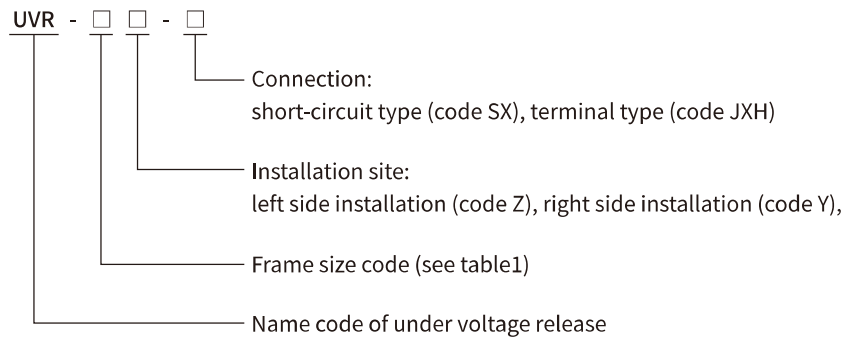 UVR - □ □ - □
Connection:
short-circuit type (code SX), terminal type (code JXH)
Installation site:
left side installation (code Z), right side installation (code Y),
Frame size code (see table1)
Name code of under voltage release